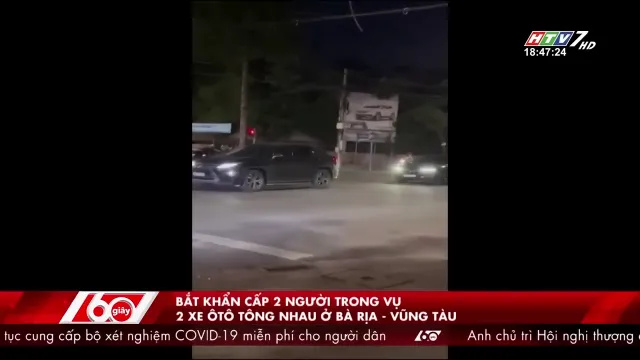 HTV7 HD
18:47:24
60 giây
BẮT KHẨN CẤP 2 NGƯỜI TRONG VỤ
2 XE ÔTÔ TÔNG NHAU Ở BÀ RỊA - VŨNG TÀU
tục cung cấp bộ xét nghiệm COVID-19 miễn phí cho người dân 60 Anh chủ trì Hội nghị thượng